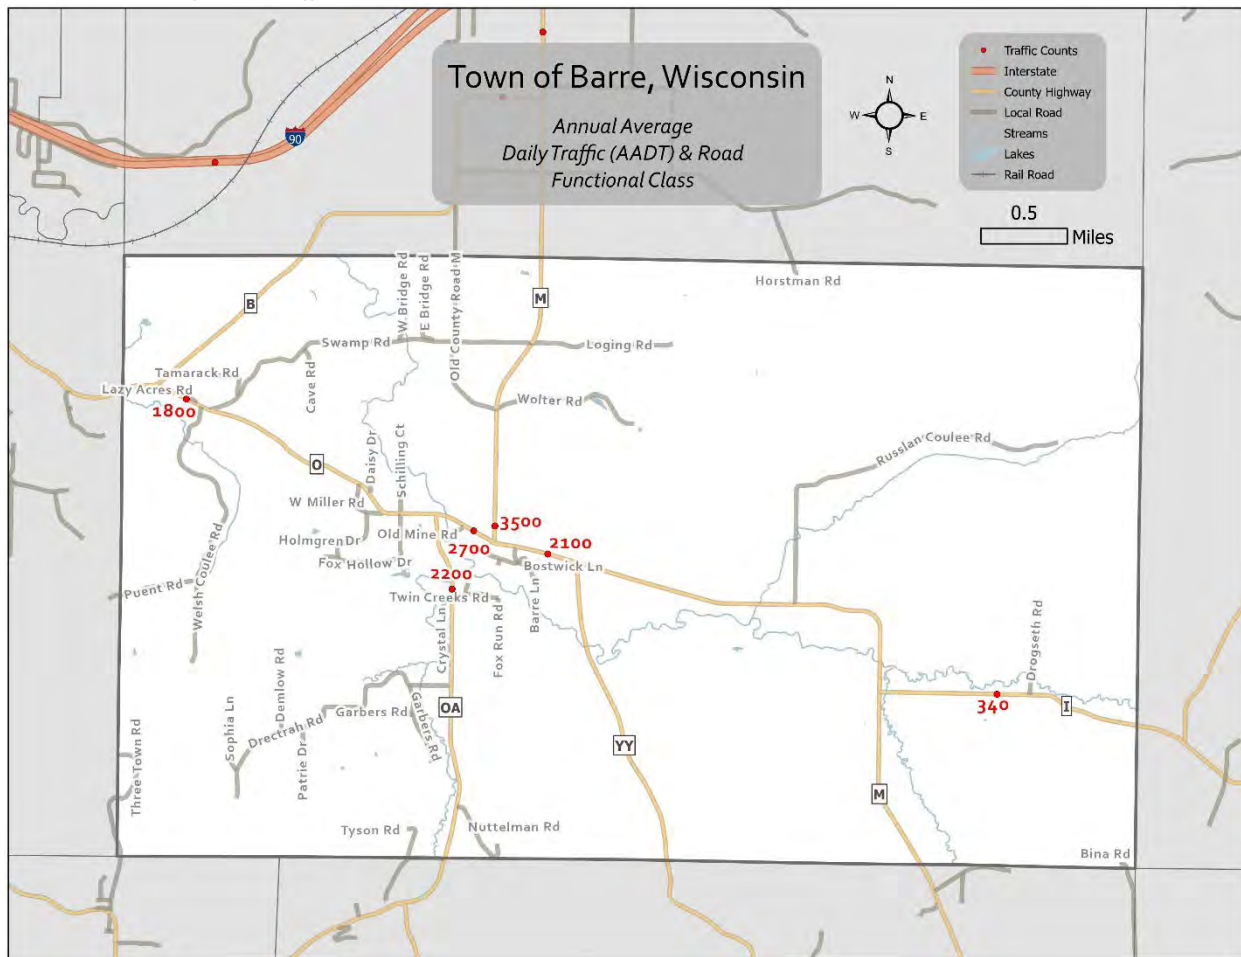 Town of Barre, Wisconsin
Annual Average
Daily Traffic (AADT) & Road
Functional Class
N
W
E
S
Traffic Counts
Interstate
County Highway
Local Road
Streams
Lakes
Rail Road
0.5
Miles
90
B
M
W Bridge Rd
E Bridge Rd
Old County Road M
Horstman Rd
Swamp Rd
Loging Rd
Tamarack Rd
Lazy Acres Rd
1800
Cave Rd
Wolter Rd
Russlan Coulee Rd
O
Daisy Dr
Schilling Ct
W Miller Rd
Old Mine Rd
3500
2700
2100
Holmgren Dr
Fox Hollow Dr
Bostwick Ln
2200
Twin Creeks Rd
Barre Ln
Puent Rd
Welsh Coulee Rd
Crystal Ln
Fox Run Rd
Drogseth Rd
340
I
Demlow Rd
Sophia Ln
Garbers Rd
Garbers Rd
OA
Drectrah Rd
Patrie Dr
YY
Three Town Rd
M
Tyson Rd
Nuttelman Rd
Bina Rd